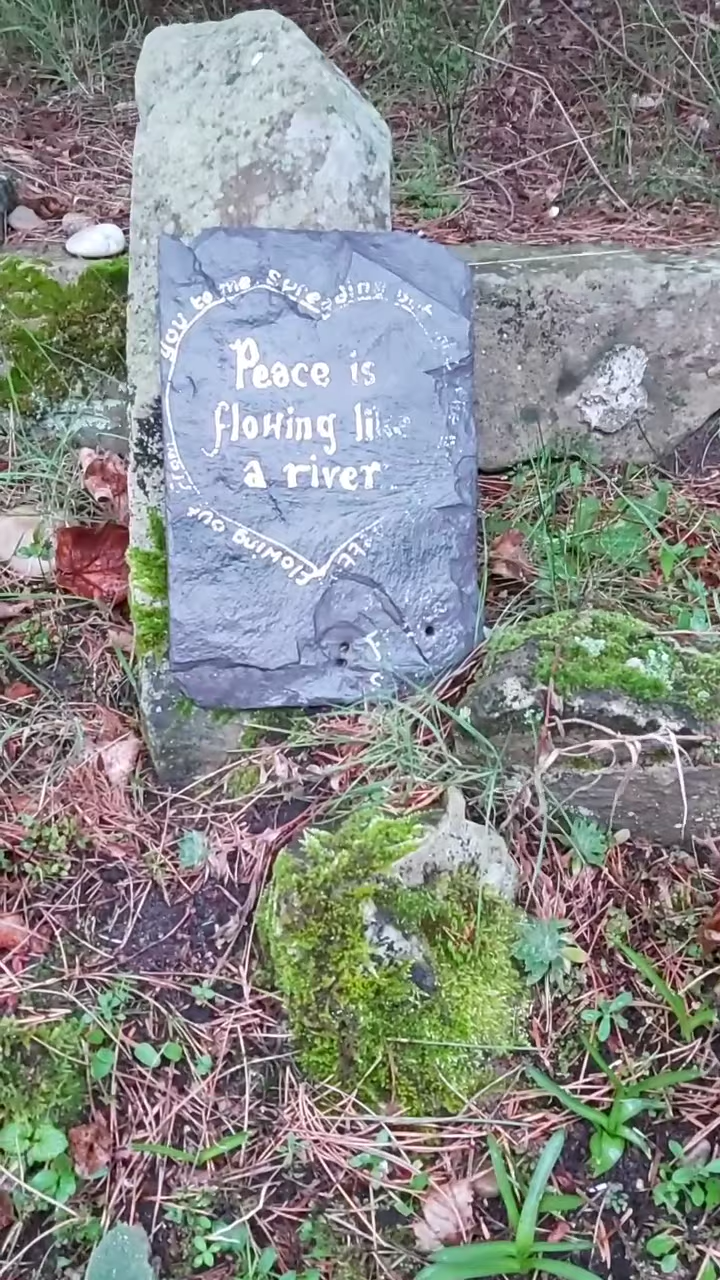 Peace is
flowing like
a river
flowing out
you to me spreading out